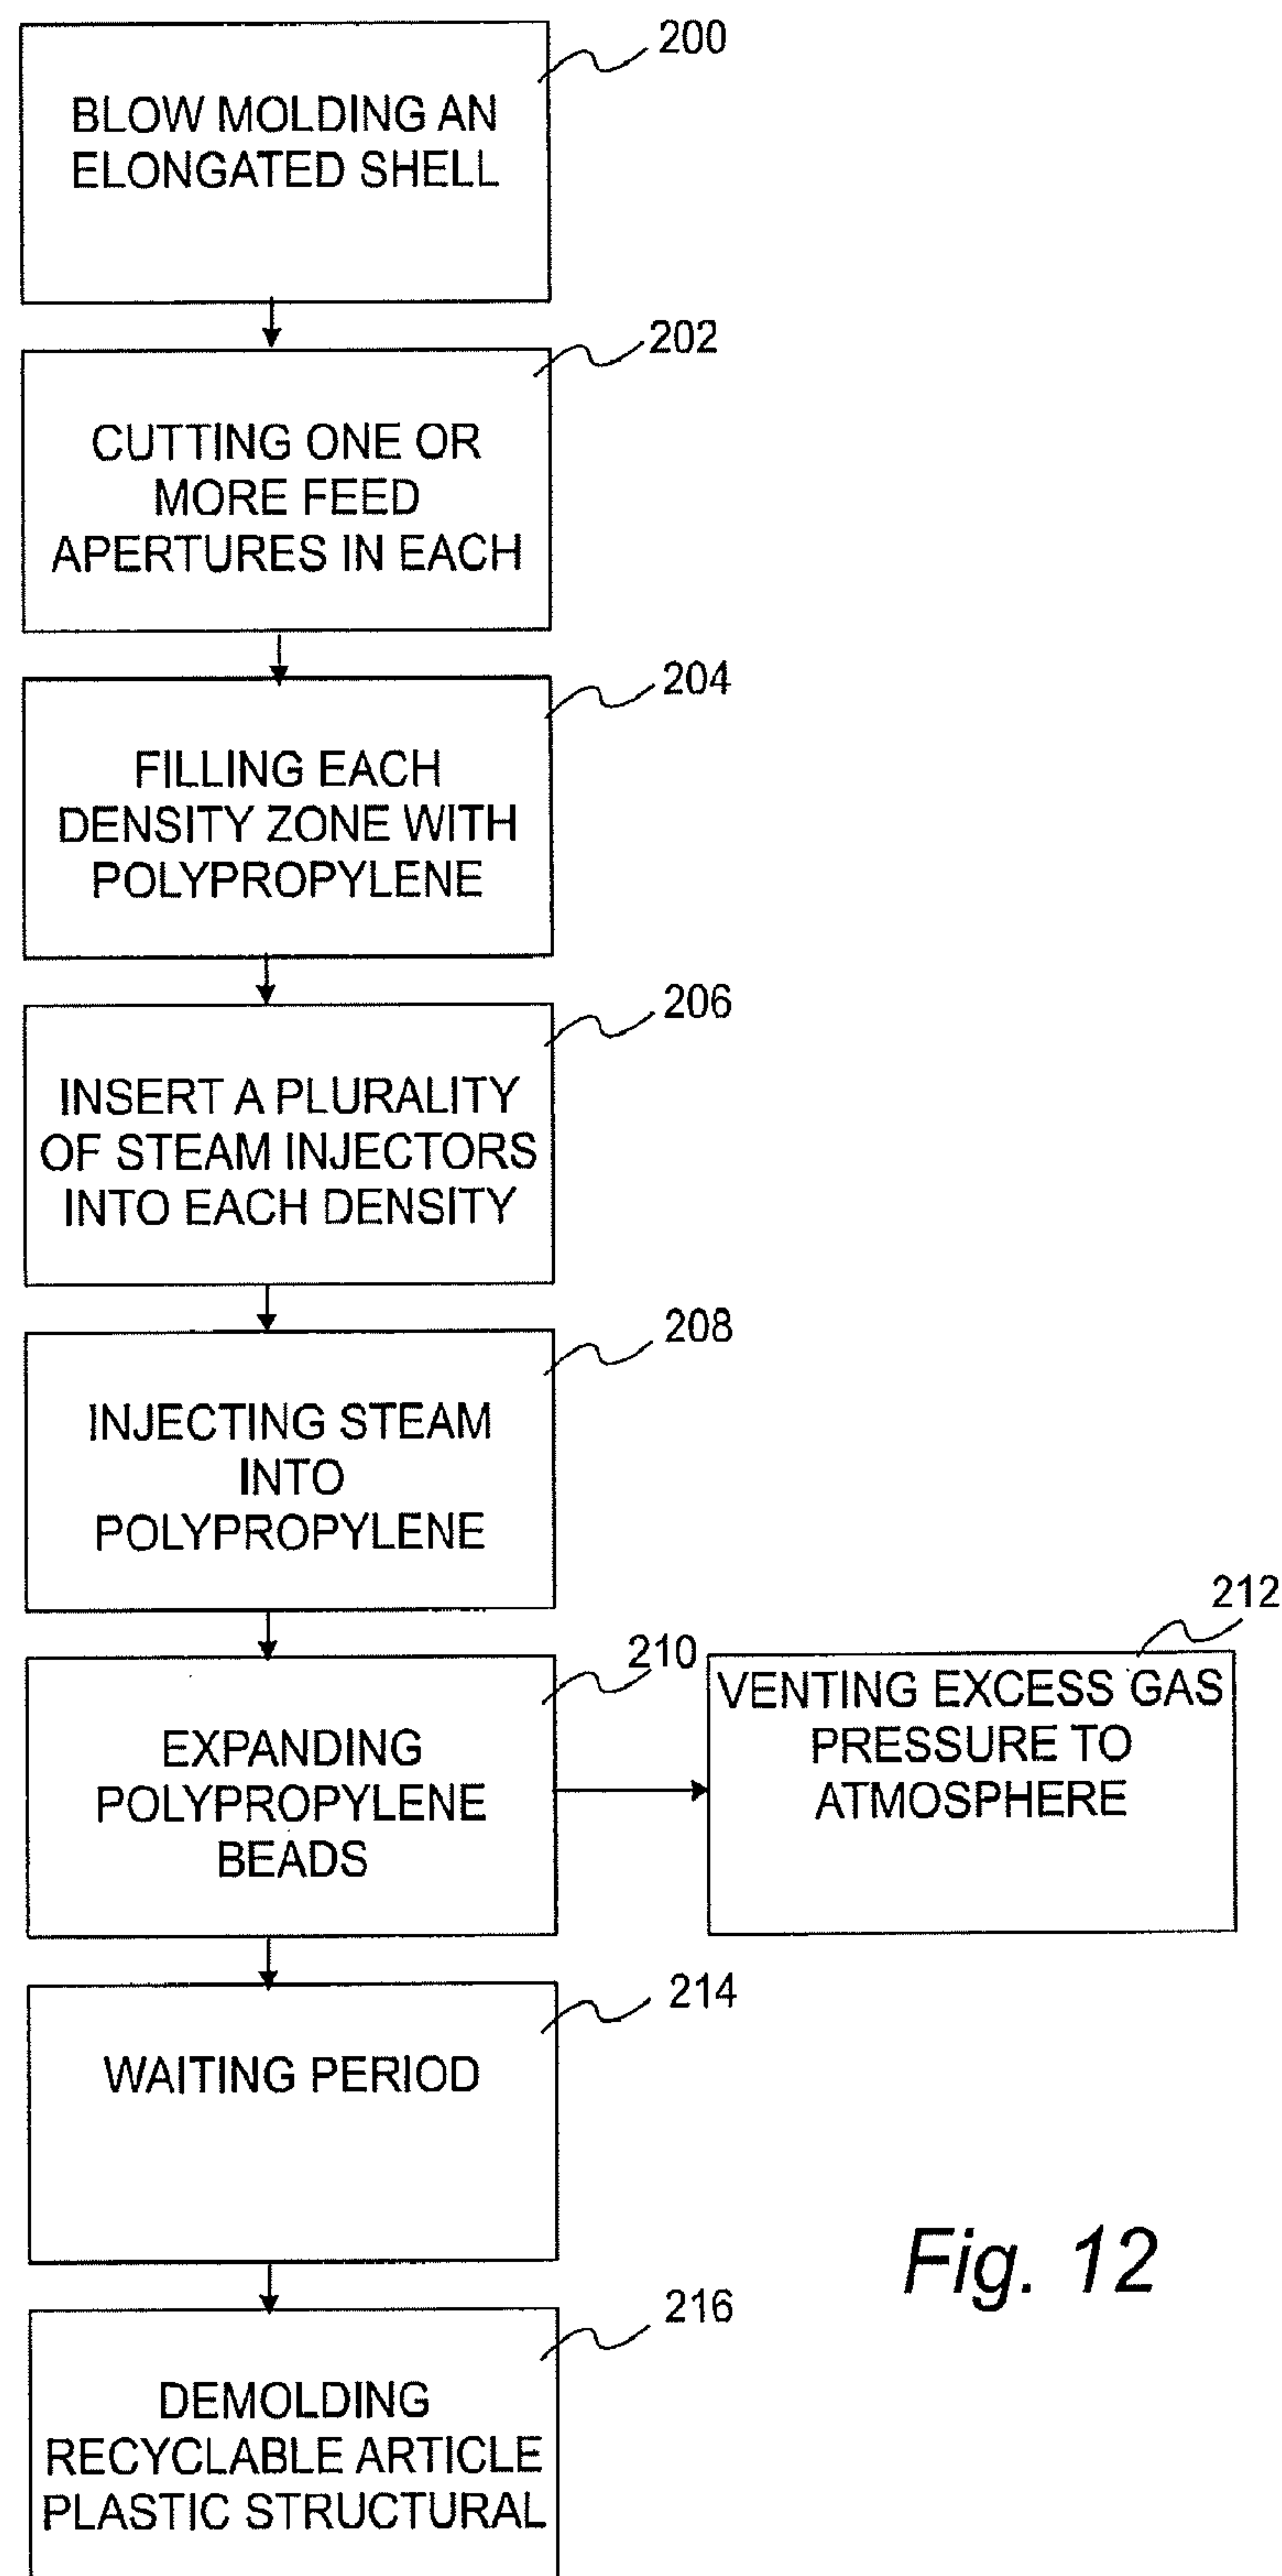 200
BLOW MOLDING AN
ELONGATED SHELL
202
CUTTING ONE OR
MORE FEED
APERTURES IN EACH
204
FILLING EACH
DENSITY ZONE WITH
POLYPROPYLENE
206
INSERT A PLURALITY
OF STEAM INJECTORS
INTO EACH DENSITY
208
INJECTING STEAM
INTO
POLYPROPYLENE
210
EXPANDING
POLYPROPYLENE
BEADS
212
VENTING EXCESS GAS
PRESSURE TO
ATMOSPHERE
214
WAITING PERIOD
216
DEMOLDING
RECYCLABLE ARTICLE
PLASTIC STRUCTURAL
Fig. 12